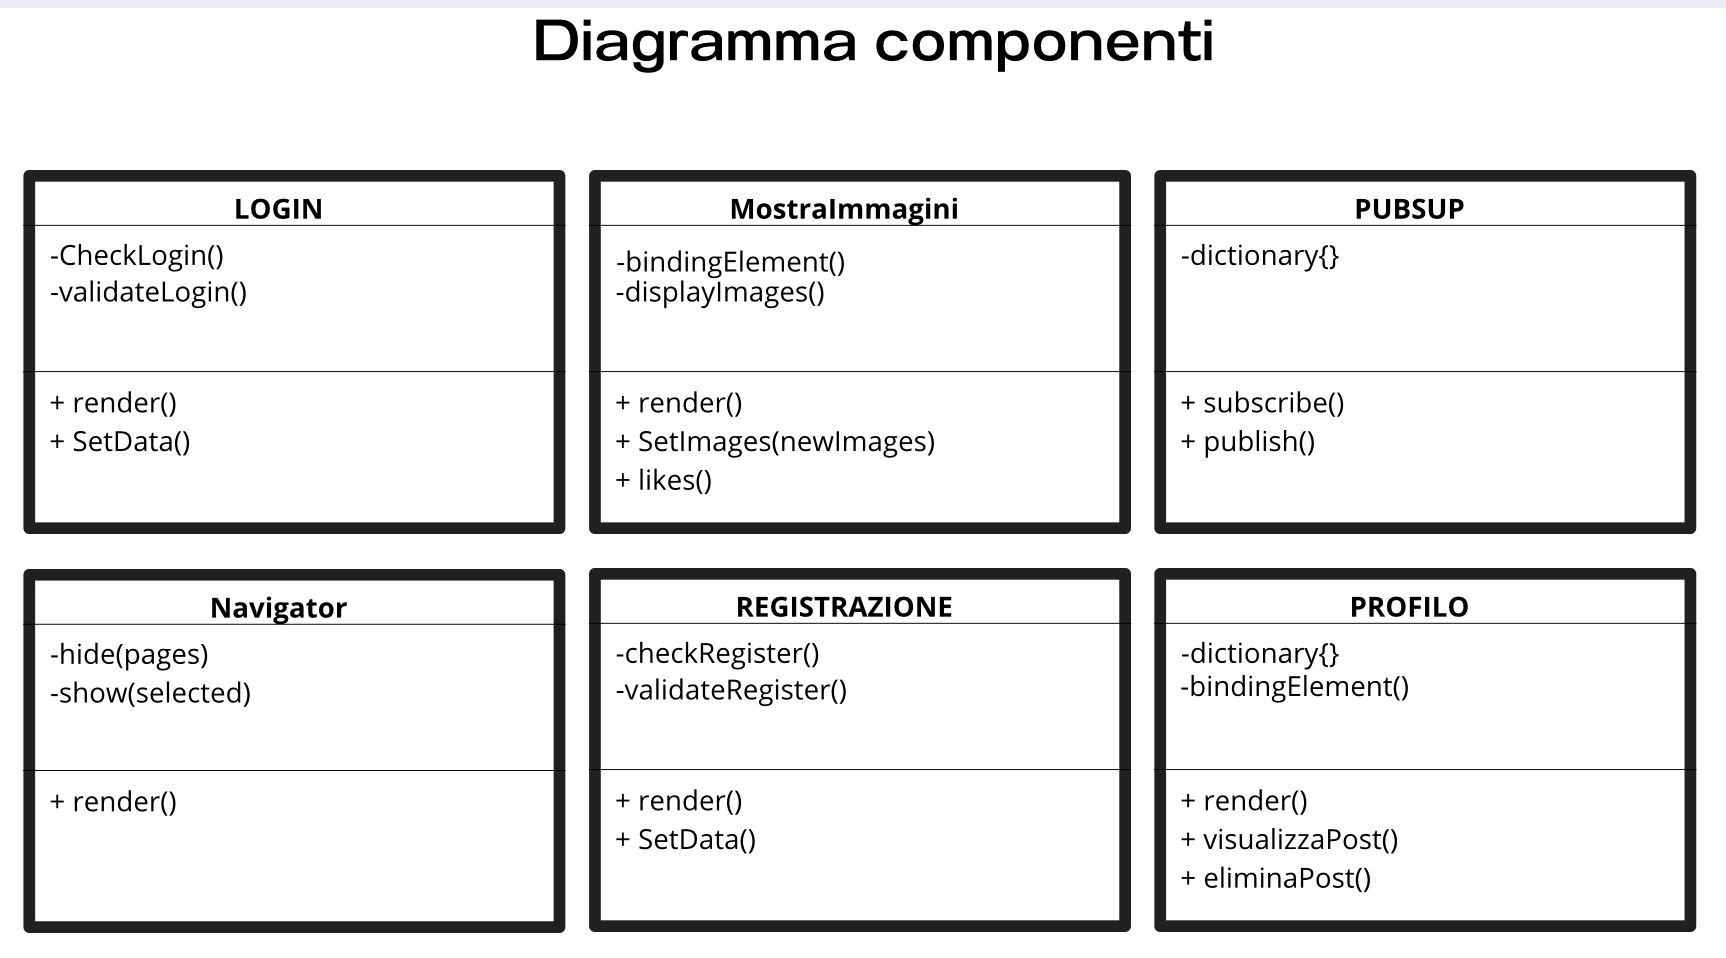 Diagramma componenti
LOGIN
-CheckLogin()
-validateLogin()
+ render()
+ SetData()
MostraImmagini
-bindingElement()
-displayImages()
+ render()
+ SetImages(newImages)
+ likes()
PUBSUP
-dictionary{}
+ subscribe()
+ publish()
Navigator
-hide(pages)
-show(selected)
+ render()
REGISTRAZIONE
-checkRegister()
-validateRegister()
+ render()
+ SetData()
PROFILO
-dictionary{}
-bindingElement()
+ render()
+ visualizzaPost()
+ eliminaPost()